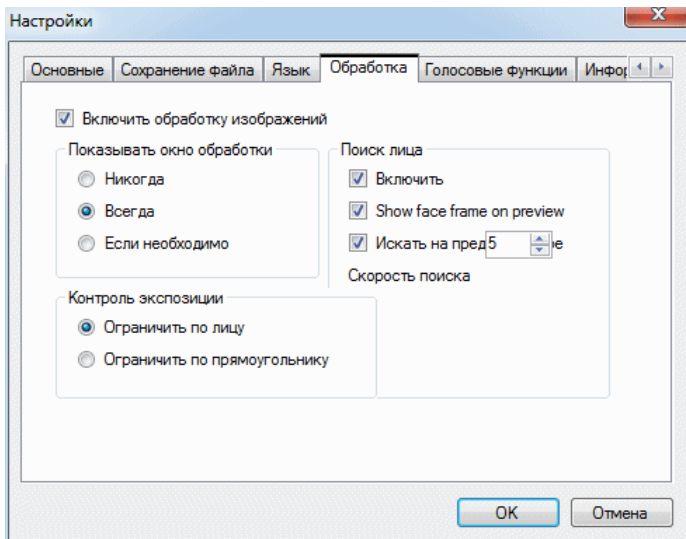 Настройки
Основные
Сохранение файла
Язык
Обработка
Голосовые функции
Инфор
Включить обработку изображений
Показывать окно обработки
Никогда
Всегда
Если необходимо
Поиск лица
Включить
Show face frame on preview
Искать на пред 5 е
Скорость поиска
Контроль экспозиции
Ограничить по лицу
Ограничить по прямоугольнику
OK
Отмена